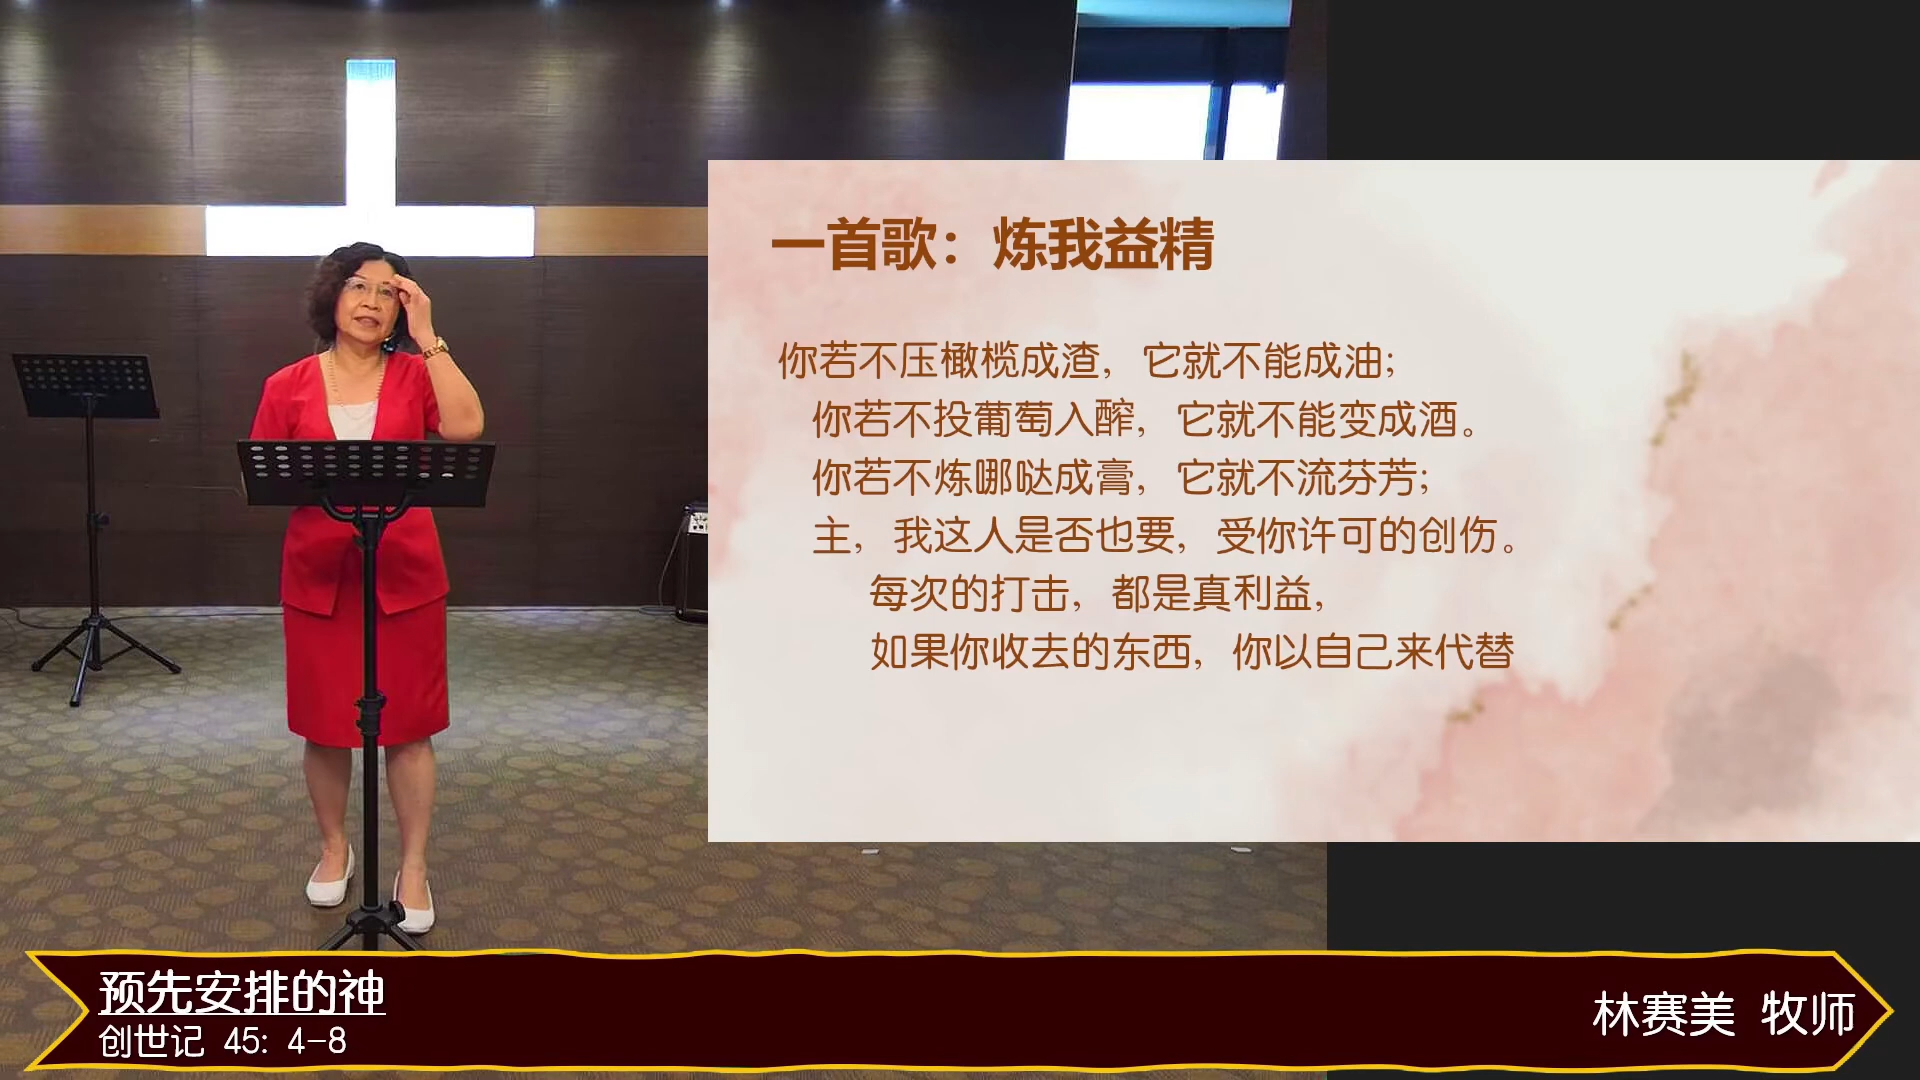 一首歌：炼我益精
你若不压橄榄成渣，它就不能成油；
你若不投葡萄入醡，它就不能变成酒。
你若不炼哪哒成膏，它就不流芬芳；
主，我这人是否也要，受你许可的创伤。
每次的打击，都是真利益，
如果你收去的东西，你以自己来代替
预先安排的神
创世记 45: 4-8
林赛美 牧师